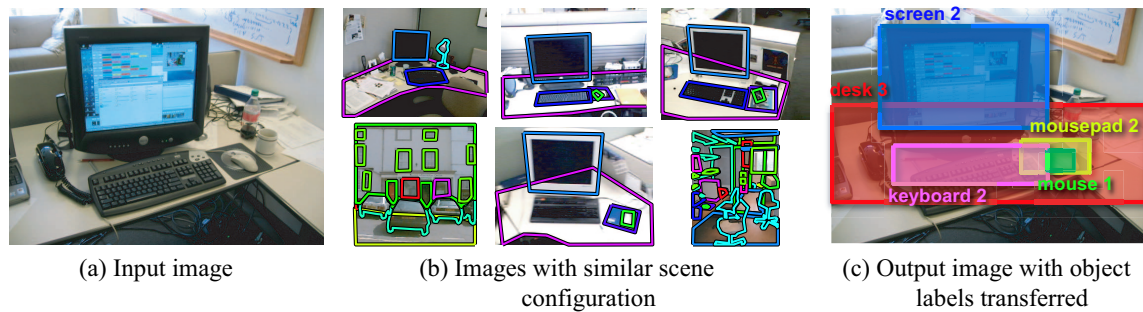 screen 2
desk 3
mousepad 2
mouse 1
keyboard 2
(a) Input image
(b) Images with similar scene
configuration
(c) Output image with object
labels transferred